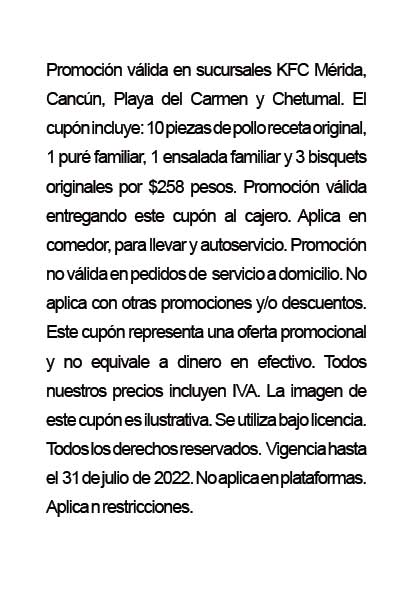 Promoción válida en sucursales KFC Mérida,
Cancún, Playa del Carmen y Chetumal. El
cupón incluye: 10 piezas de pollo receta original,
1 puré familiar, 1 ensalada familiar y 3 bisquets
originales por $258 pesos. Promoción válida
entregando este cupón al cajero. Aplica en
comedor, para llevar y autoservicio. Promoción
no válida en pedidos de servicio a domicilio. No
aplica con otras promociones y/o descuentos.
Este cupón representa una oferta promocional
y no equivale a dinero en efectivo. Todos
nuestros precios incluyen IVA. La imagen de
este cupón es ilustrativa. Se utiliza bajo licencia.
Todos los derechos reservados. Vigencia hasta
el 31 de julio de 2022. No aplica en plataformas.
Aplica n restricciones.